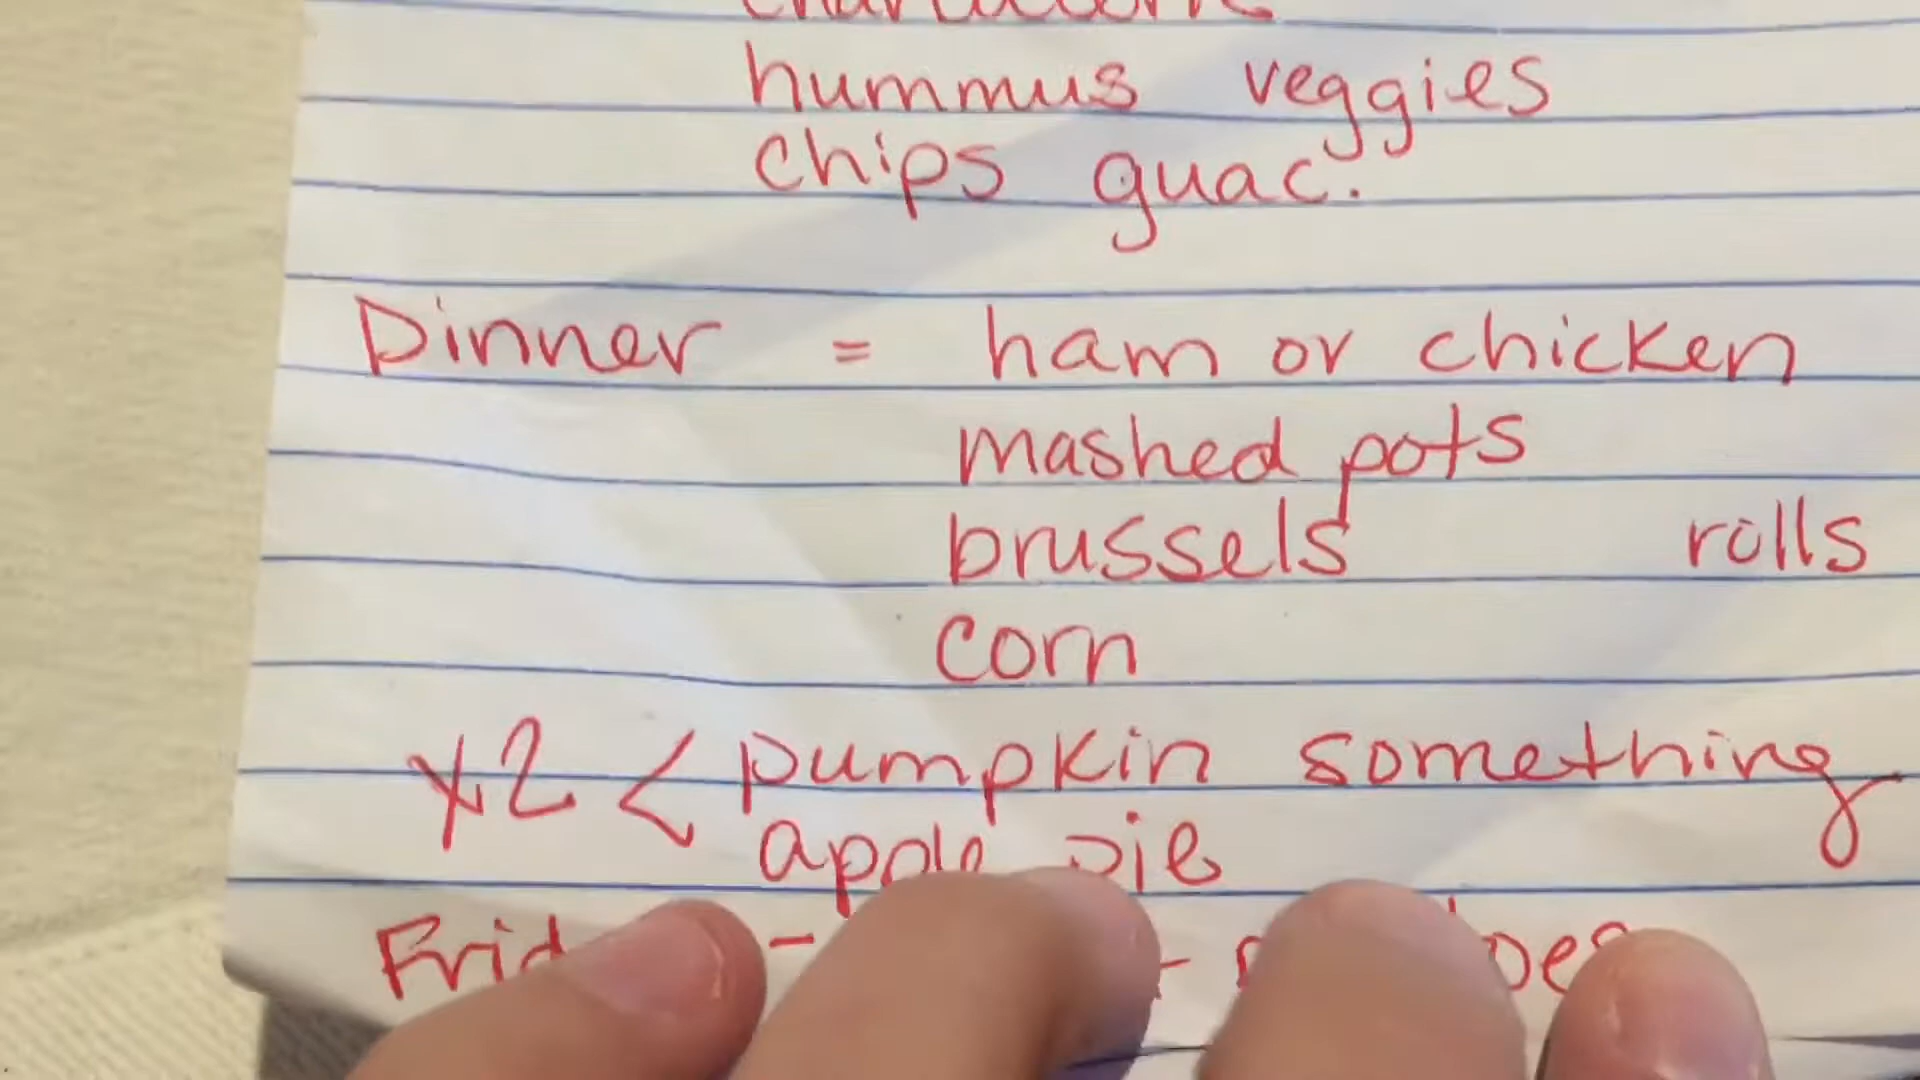 hummus veggies
chips guac.
Dinner = ham or chicken
mashed pots
brussels rolls
corn
x2 < pumpkin something
apple pie